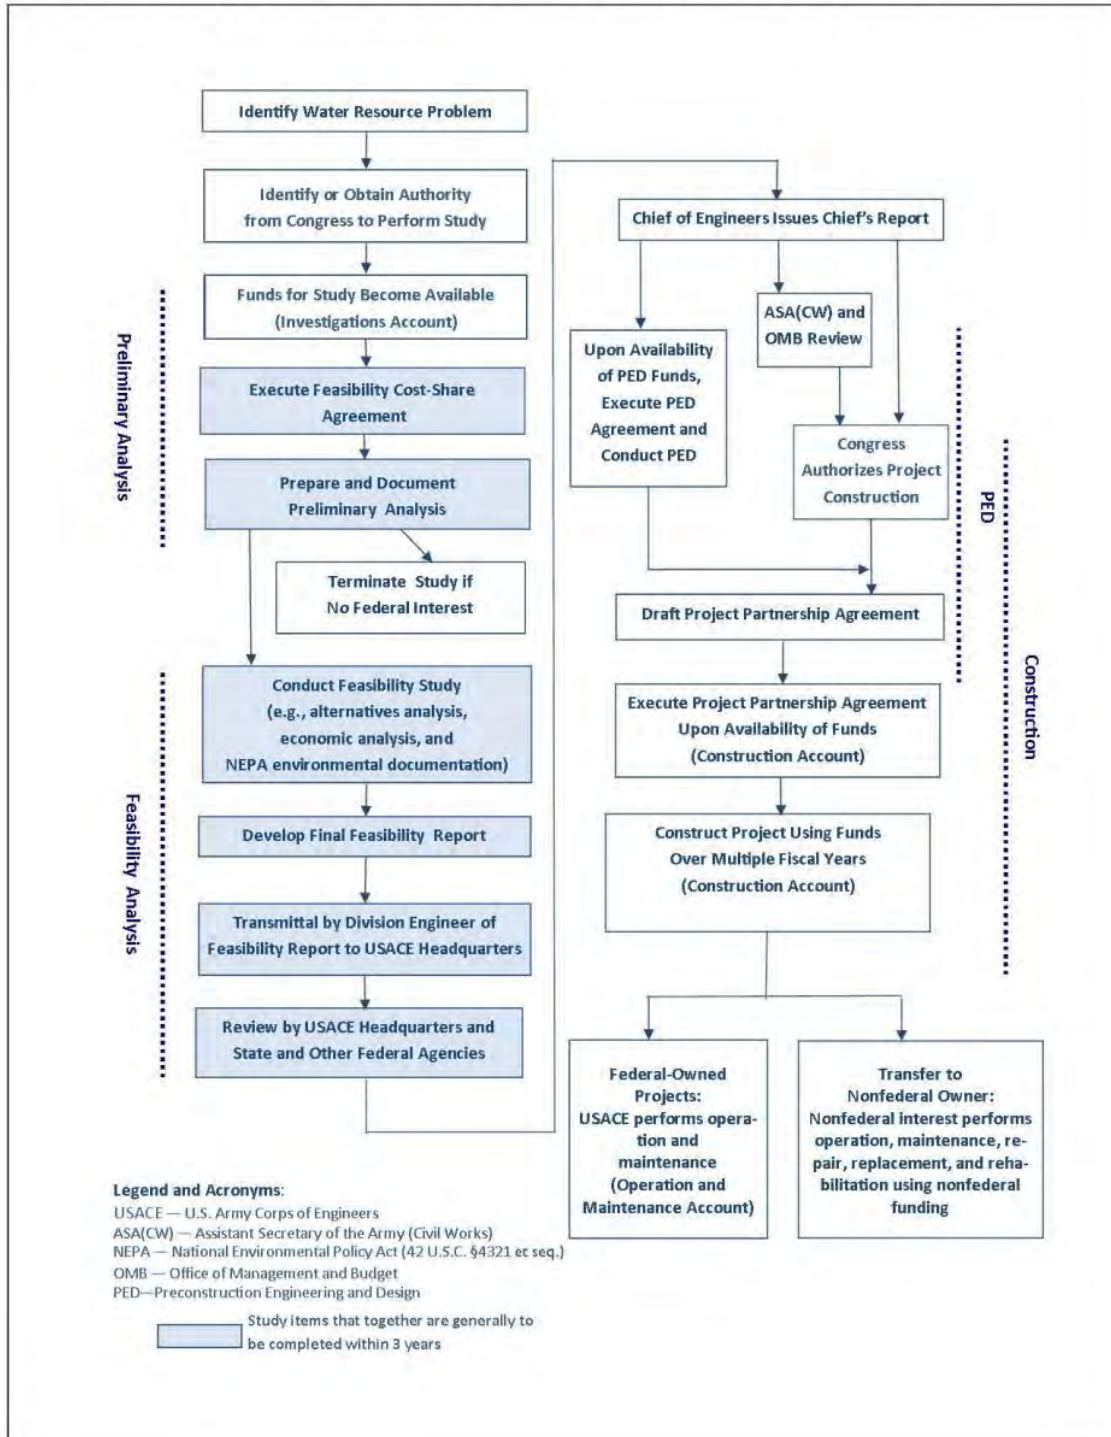 Identify Water Resource Problem
Identify or Obtain Authority
from Congress to Perform Study
Preliminary Analysis
Funds for Study Become Available
(Investigations Account)
Execute Feasibility Cost-Share
Agreement
Prepare and Document
Preliminary Analysis
Terminate Study if
No Federal Interest
Feasibility Analysis
Conduct Feasibility Study
(e.g., alternatives analysis,
economic analysis, and
NEPA environmental documentation)
Develop Final Feasibility Report
Transmittal by Division Engineer of
Feasibility Report to USACE Headquarters
Review by USACE Headquarters and
State and Other Federal Agencies
Chief of Engineers Issues Chief's Report
ASA(CW) and
OMB Review
Upon Availability
of PED Funds,
Execute PED
Agreement and
Conduct PED
Congress
Authorizes Project
Construction
PED
Draft Project Partnership Agreement
Construction
Execute Project Partnership Agreement
Upon Availability of Funds
(Construction Account)
Construct Project Using Funds
Over Multiple Fiscal Years
(Construction Account)
Federal-Owned
Projects:
USACE performs opera-
tion and
maintenance
(Operation and
Maintenance Account)
Transfer to
Nonfederal Owner:
Nonfederal interest performs
operation, maintenance, re-
pair, replacement, and reha-
bilitation using nonfederal
funding
Legend and Acronyms:
USACE — U.S. Army Corps of Engineers
ASA(CW) — Assistant Secretary of the Army (Civil Works)
NEPA — National Environmental Policy Act (42 U.S.C. §4321 et seq.)
OMB — Office of Management and Budget
PED—Preconstruction Engineering and Design
Study items that together are generally to
be completed within 3 years